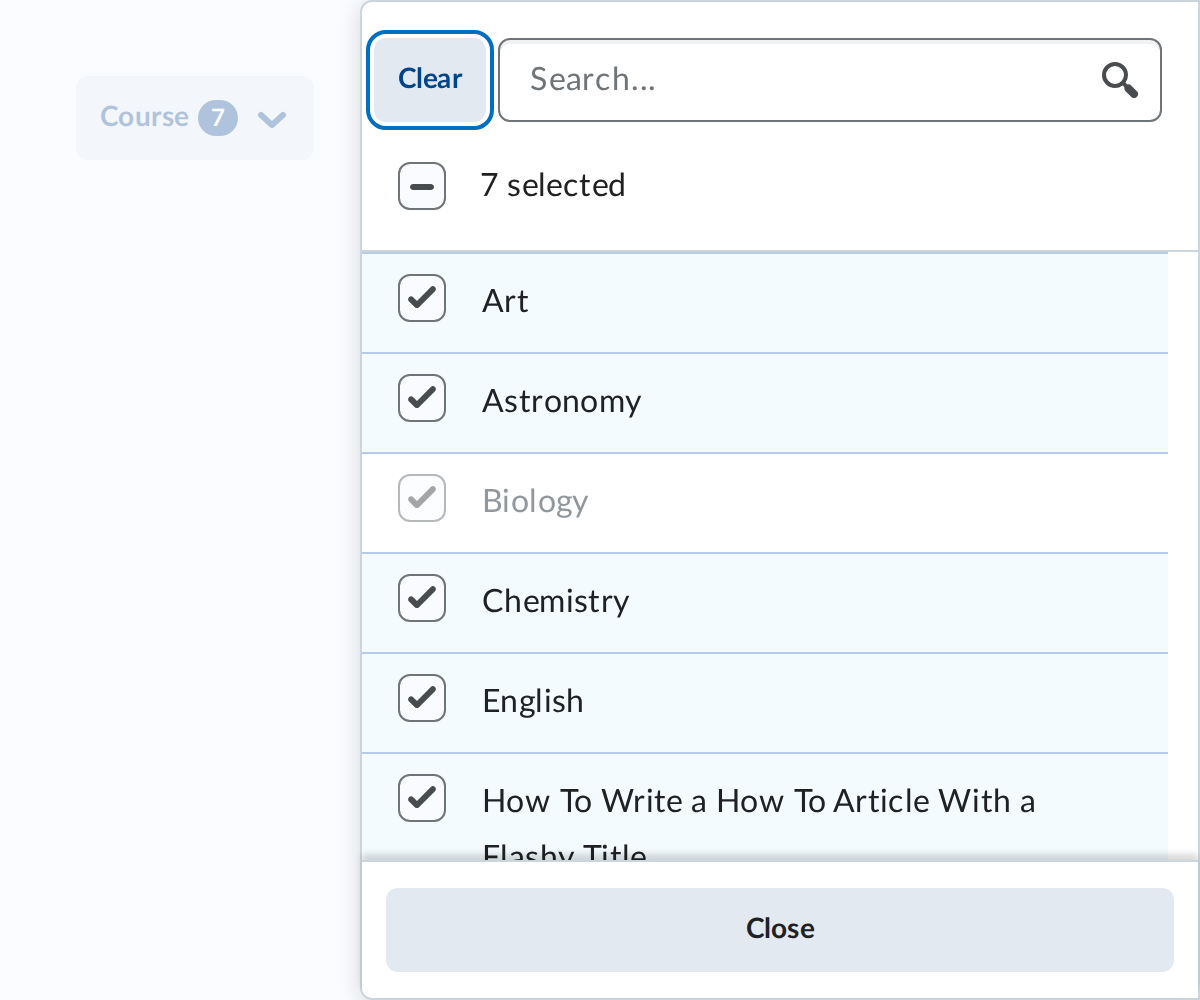 Course 7
Clear
Search...
7 selected
Art
Astronomy
Biology
Chemistry
English
How To Write a How To Article With a
Flashy Title
Close